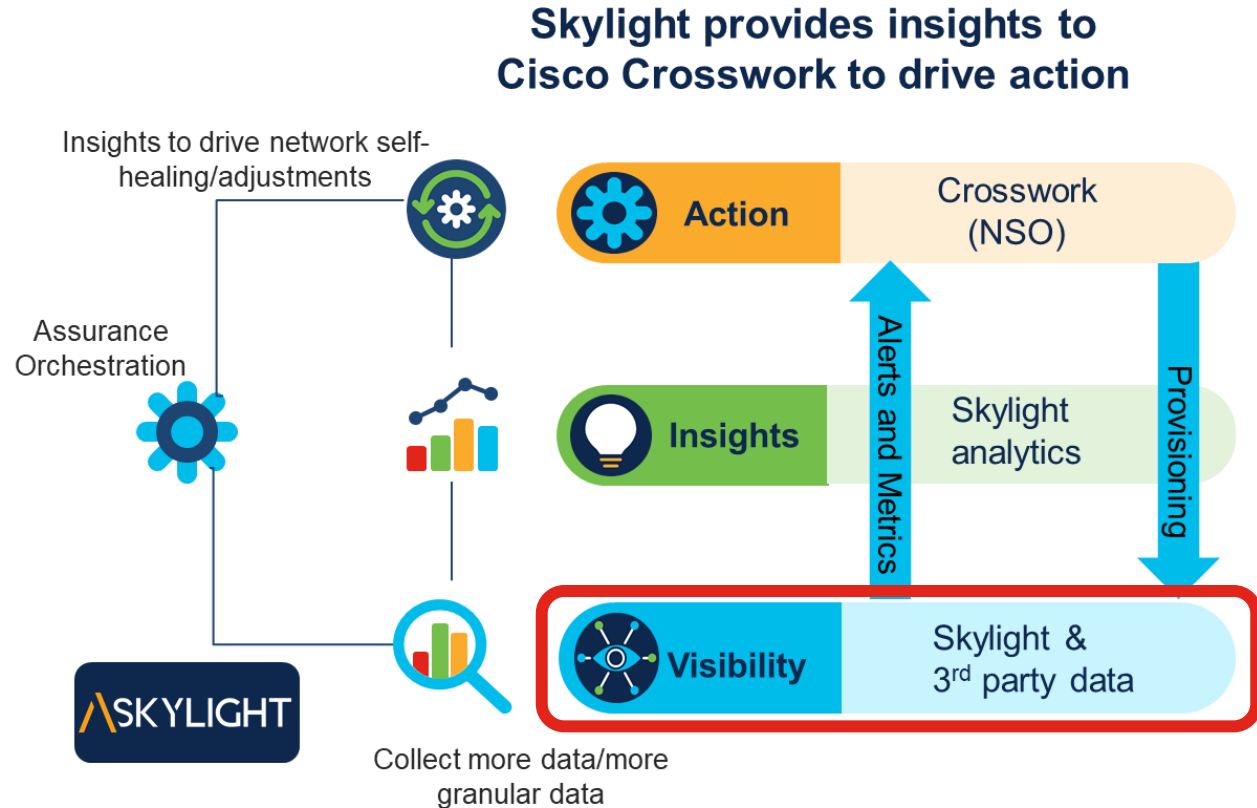 Skylight provides insights to
Cisco Crosswork to drive action
Insights to drive network self-
healing/adjustments
Action
Crosswork
(NSO)
Assurance
Orchestration
Alerts and Metrics
Provisioning
Insights
Skylight
analytics
Visibility
Skylight &
3rd party data
SKYLIGHT
Collect more data/more
granular data